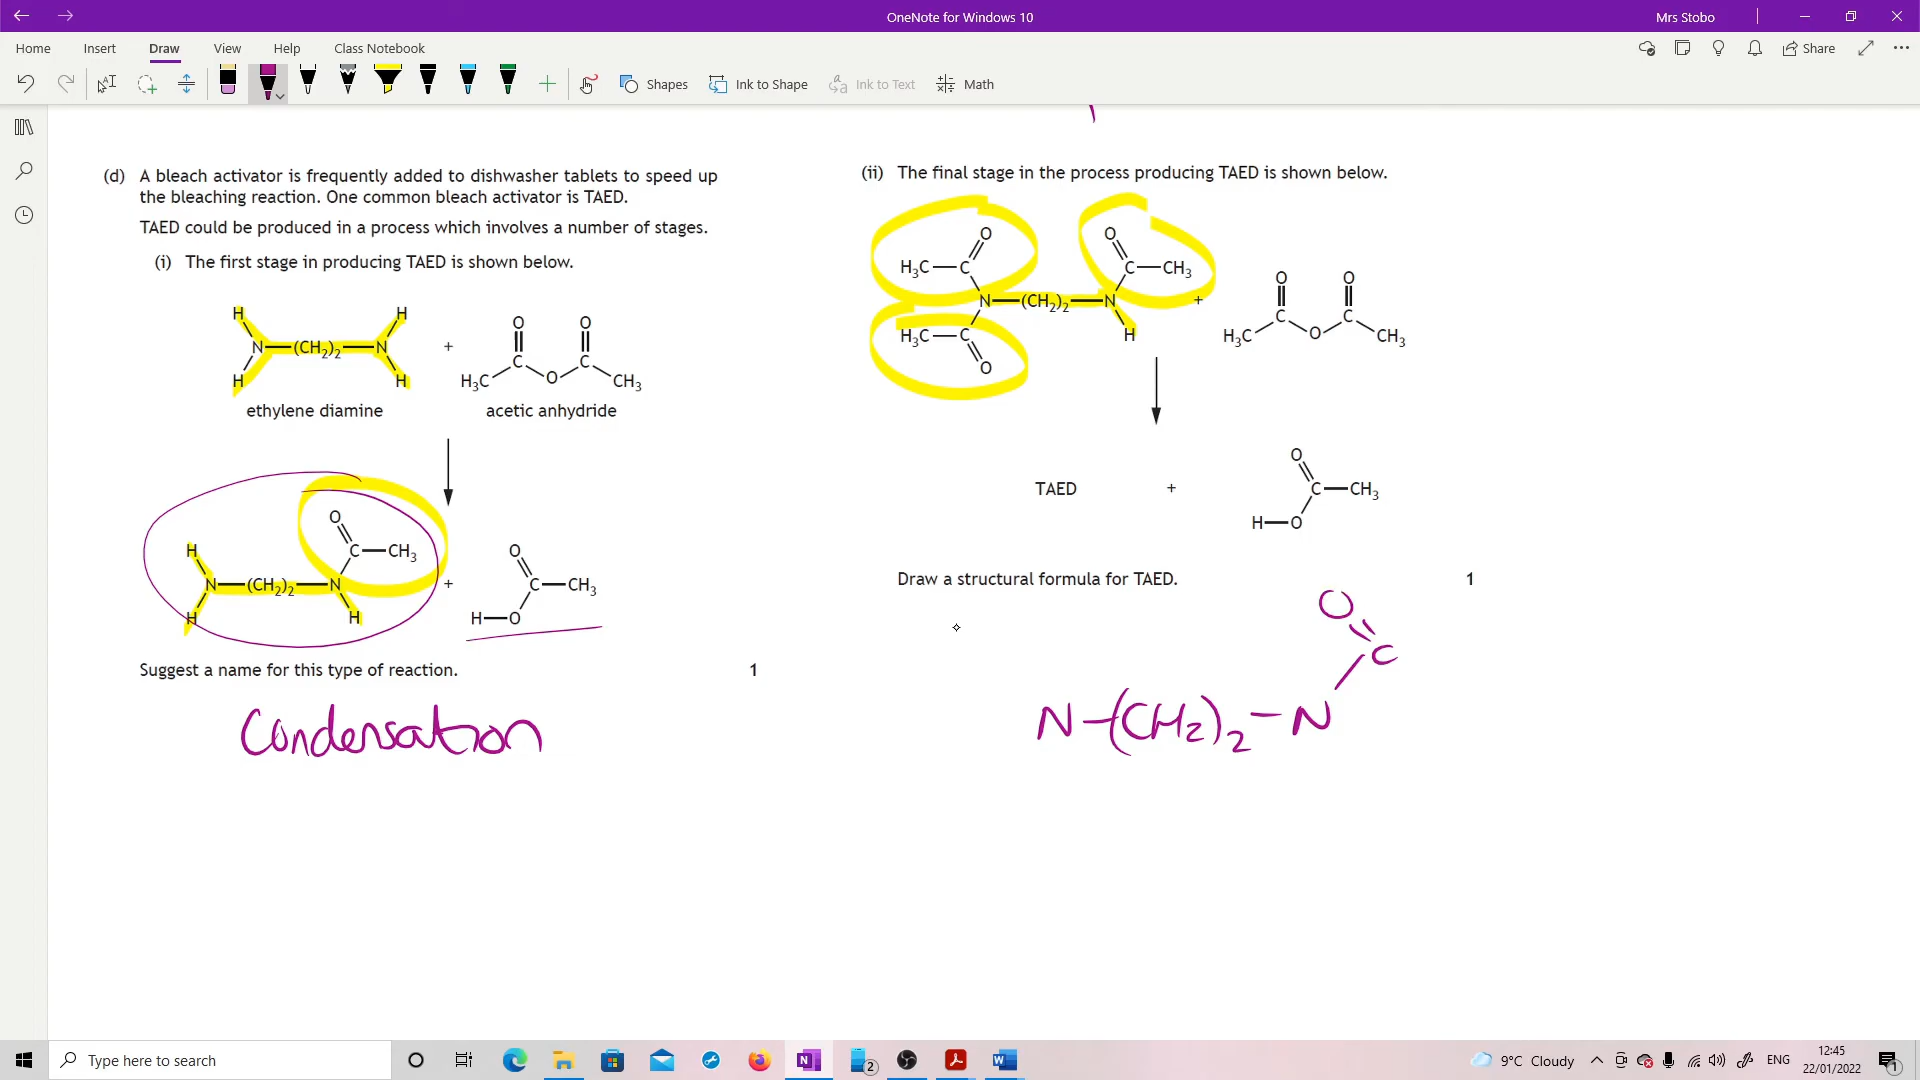 OneNote for Windows 10
Mrs Stobo
Home Insert Draw View Help Class Notebook
Share
Shapes Ink to Shape Ink to Text Math
(d) A bleach activator is frequently added to dishwasher tablets to speed up
the bleaching reaction. One common bleach activator is TAED.
TAED could be produced in a process which involves a number of stages.
(i) The first stage in producing TAED is shown below.
H H
O O
N—(CH2)2—N +
C C
H H H3C O CH3
ethylene diamine acetic anhydride
O
H C—CH3 O
N—(CH2)2—N + C—CH3
H H H—O
Suggest a name for this type of reaction. 1
Condensation
(ii) The final stage in the process producing TAED is shown below.
O O
H3C—C C—CH3 O O
N—(CH2)2—N +
H3C—C H C C
H3C O CH3
O
O
TAED + C—CH3
H—O
Draw a structural formula for TAED. 1
O
C
N-(CH2)2-N
Type here to search
2
9°C Cloudy
ENG
12:45
22/01/2022
1